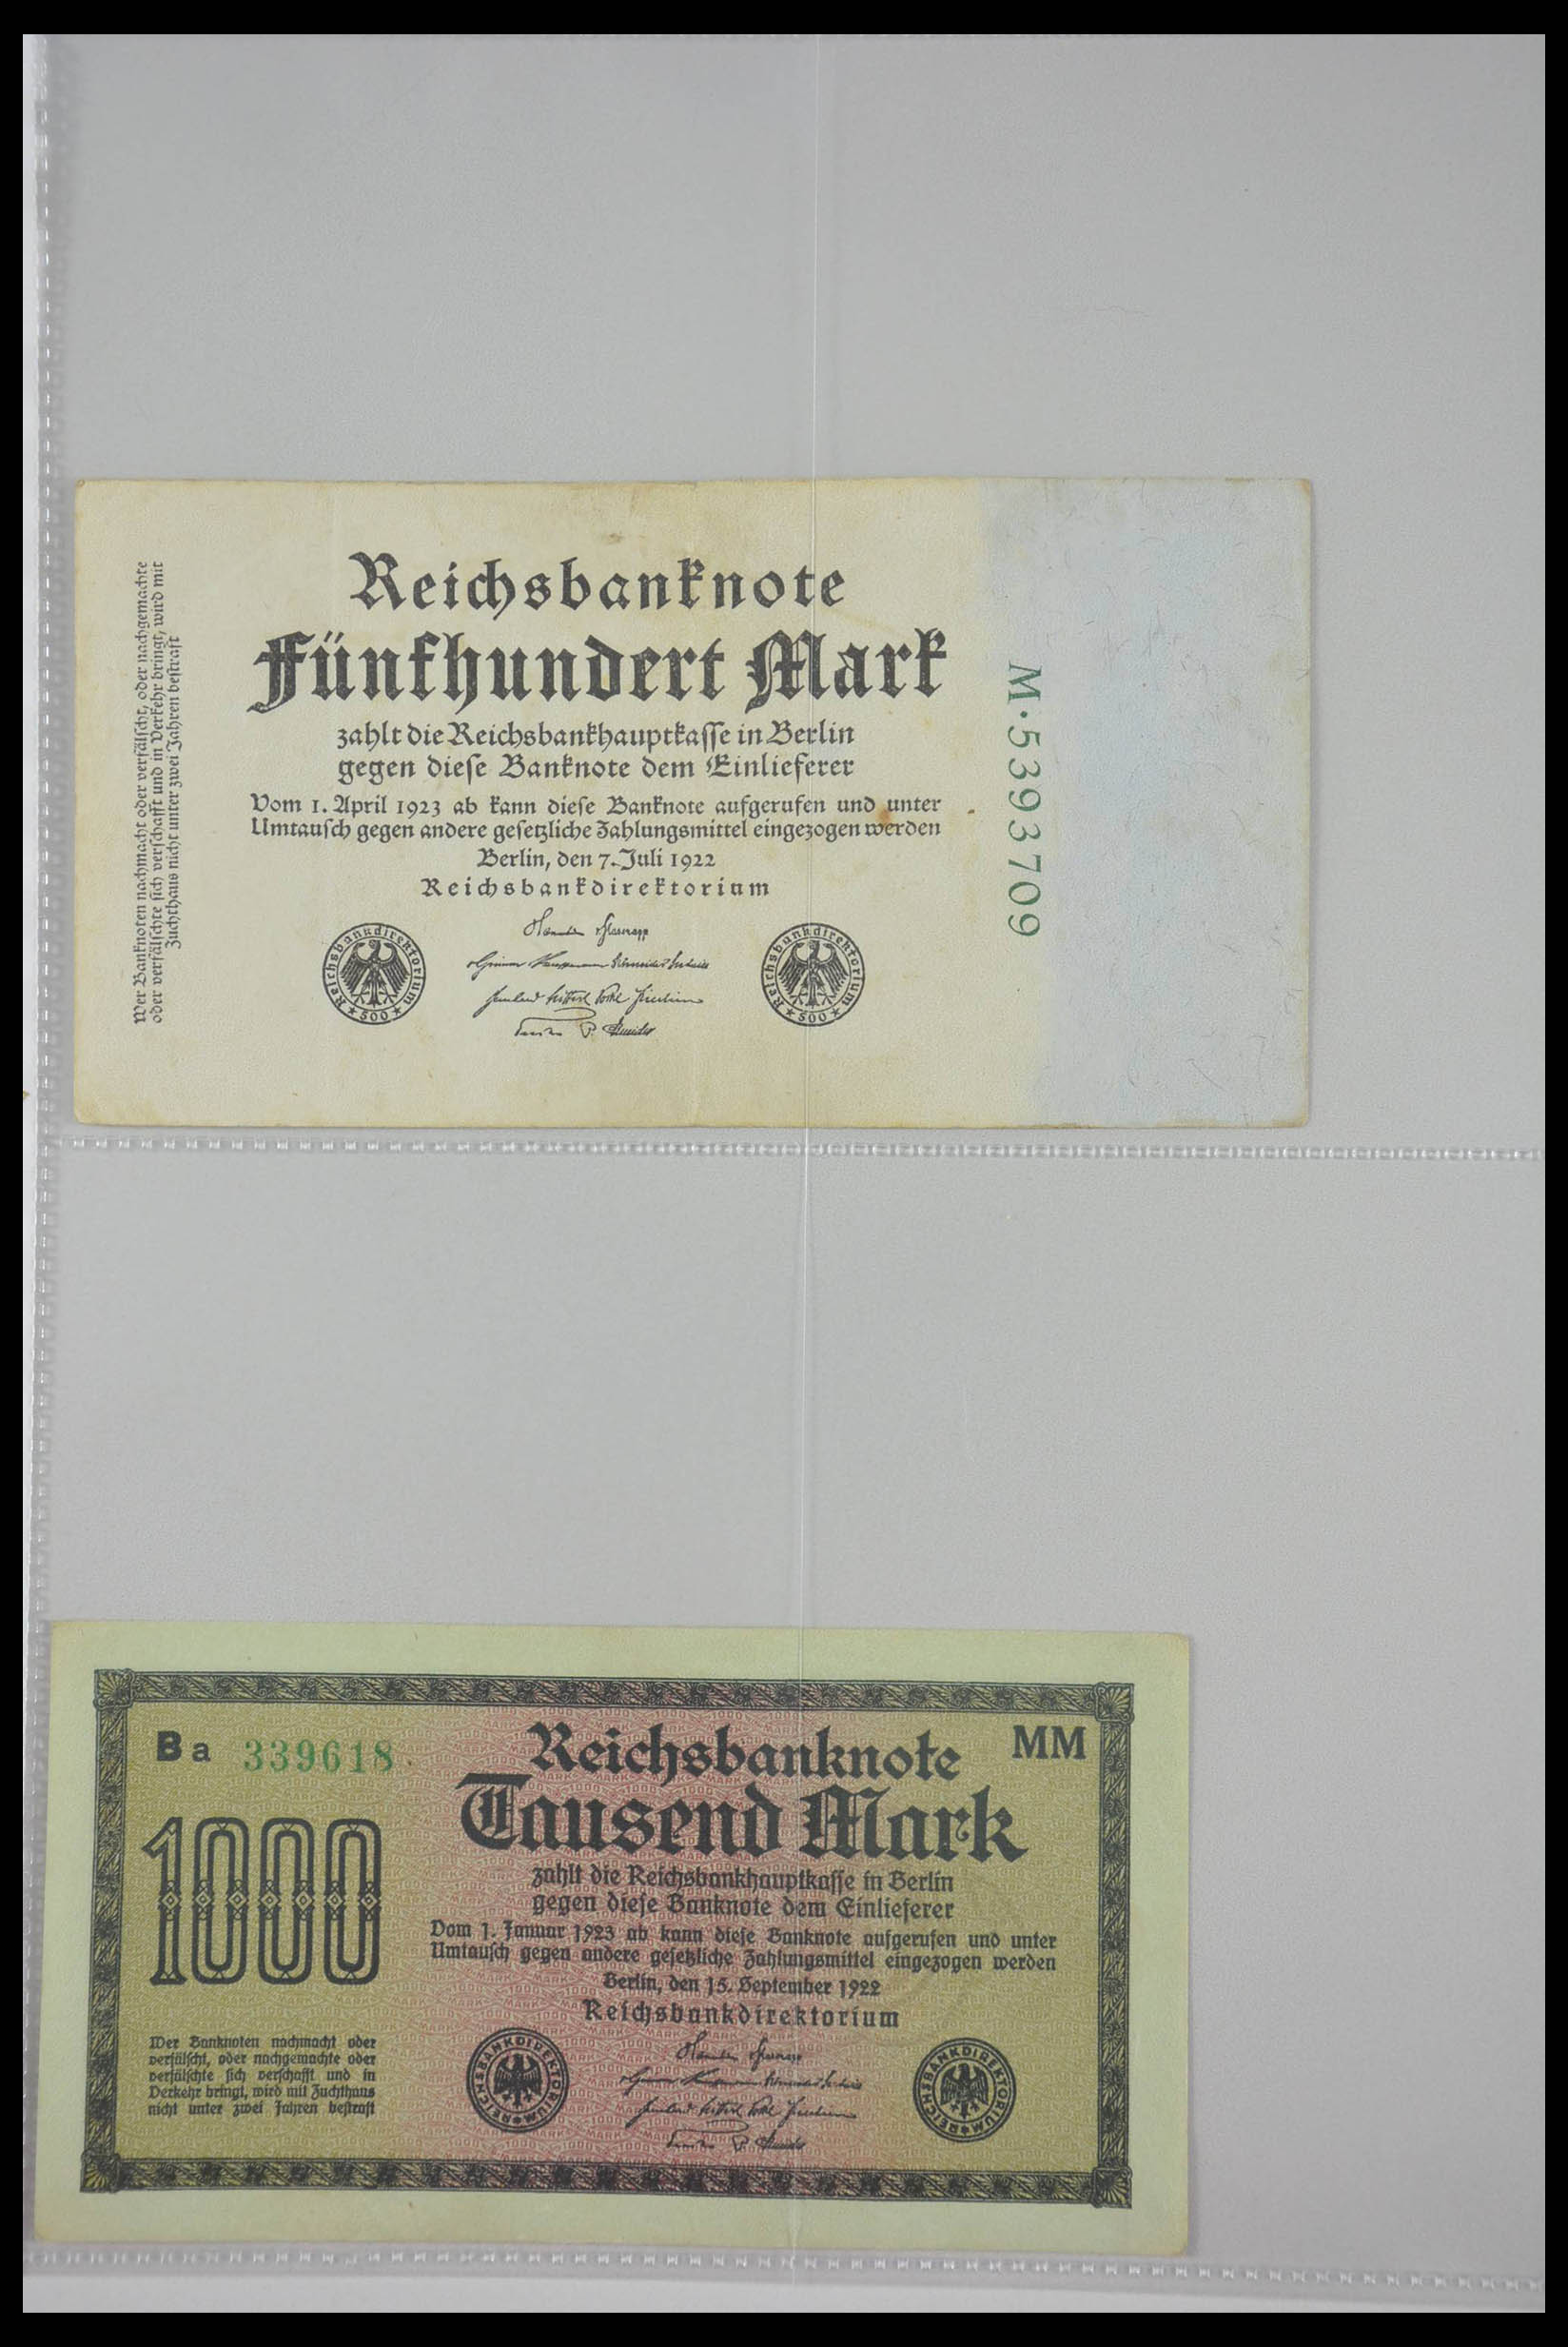 Wer Banknoten nachmacht oder verfälscht, oder nachgemachte
oder verfälschte sich verschafft und in Verkehr bringt, wird mit
Zuchthaus nicht unter zwei Jahren bestraft
Reichsbanknote
Fünfhundert Mark
zahlt die Reichsbankhauptkasse in Berlin
gegen diese Banknote dem Einlieferer
Vom 1. April 1923 ab kann diese Banknote aufgerufen und unter
Umtausch gegen andere gesetzliche Zahlungsmittel eingezogen werden
Berlin, den 7. Juli 1922
Reichsbankdirektorium
Reichsbankdirektorium
*500*
Reichsbankdirektorium
*500*
M·5393709
Ba 339618
MM
Reichsbanknote
Tausend Mark
1000
zahlt die Reichsbankhauptkasse in Berlin
gegen diese Banknote dem Einlieferer
Vom 1. Januar 1923 ab kann diese Banknote aufgerufen und unter
Umtausch gegen andere gesetzliche Zahlungsmittel eingezogen werden
Berlin, den 15. September 1922
Reichsbankdirektorium
Wer Banknoten nachmacht oder
verfälscht, oder nachgemachte oder
verfälschte sich verschafft und in
Verkehr bringt, wird mit Zuchthaus
nicht unter zwei Jahren bestraft
REICHSBANKDIREKTORIUM
REICHSBANKDIREKTORIUM